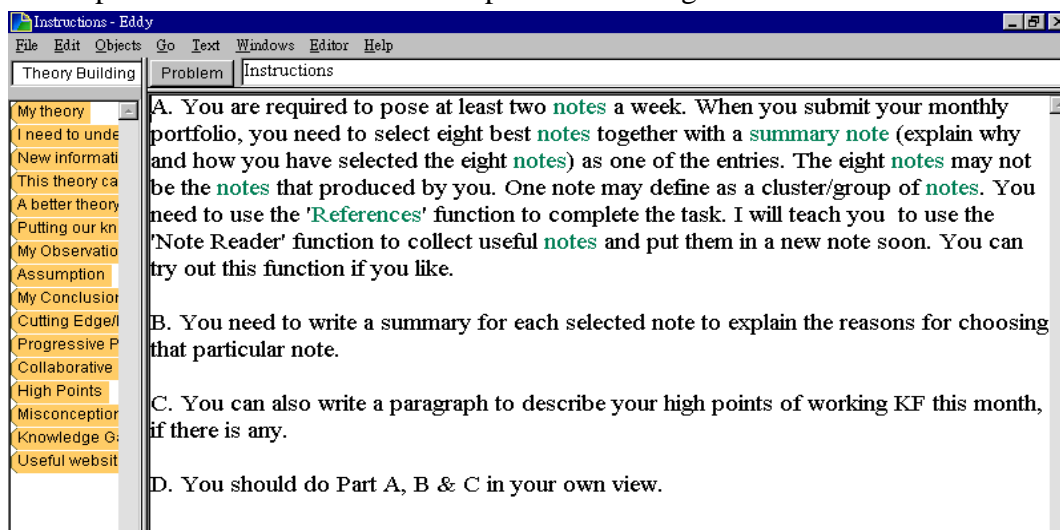 Instructions - Eddy
File Edit Objects Go Text Windows Editor Help
Theory Building Problem Instructions
My theory
I need to unde
New informati
This theory ca
A better theory
Putting our kn
My Observatio
Assumption
My Conclusion
Cutting Edge/
Progressive P
Collaborative
High Points
Misconception
Knowledge G
Useful websit
A. You are required to pose at least two notes a week. When you submit your monthly
portfolio, you need to select eight best notes together with a summary note (explain why
and how you have selected the eight notes) as one of the entries. The eight notes may not
be the notes that produced by you. One note may define as a cluster/group of notes. You
need to use the 'References' function to complete the task. I will teach you to use the
'Note Reader' function to collect useful notes and put them in a new note soon. You can
try out this function if you like.
B. You need to write a summary for each selected note to explain the reasons for choosing
that particular note.
C. You can also write a paragraph to describe your high points of working KF this month,
if there is any.
D. You should do Part A, B & C in your own view.